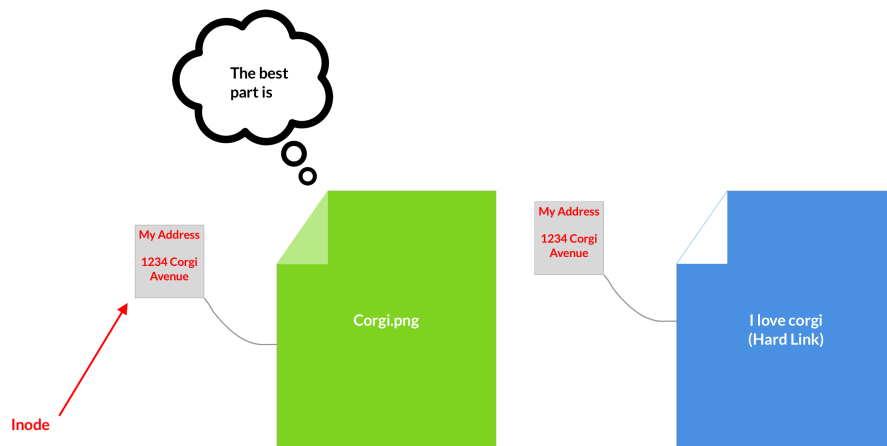 The best
part is
My Address
1234 Corgi
Avenue
Corgi.png
My Address
1234 Corgi
Avenue
I love corgi
(Hard Link)
Inode